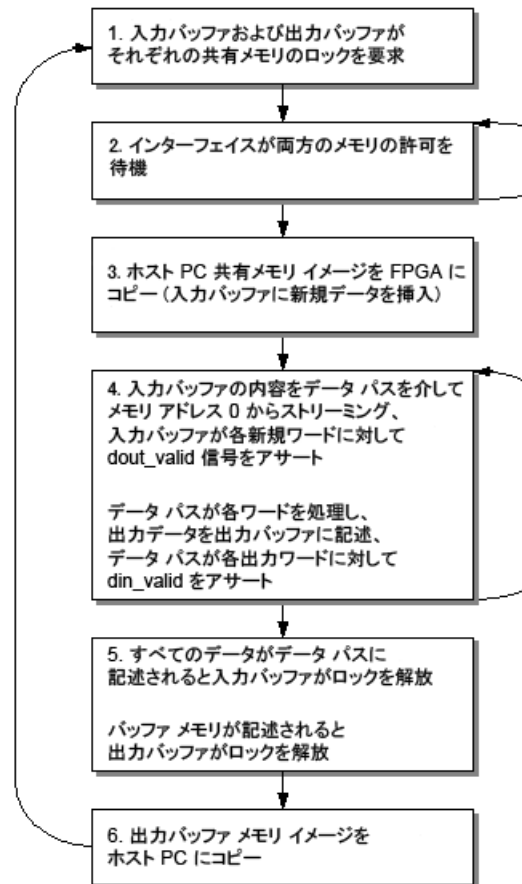 1. 入力バッファおよび出力バッファが
それぞれの共有メモリのロックを要求
2. インターフェイスが両方のメモリの許可を
待機
3. ホスト PC 共有メモリ イメージを FPGA に
コピー (入力バッファに新規データを挿入)
4. 入力バッファの内容をデータ パスを介して
メモリ アドレス 0 からストリーミング、
入力バッファが各新規ワードに対して
dout_valid 信号をアサート
データ パスが各ワードを処理し、
出力データを出力バッファに記述、
データ パスが各出力ワードに対して
din_valid をアサート
5. すべてのデータがデータ パスに
記述されると入力バッファがロックを解放
バッファ メモリが記述されると
出力バッファがロックを解放
6. 出力バッファ メモリ イメージを
ホスト PC にコピー